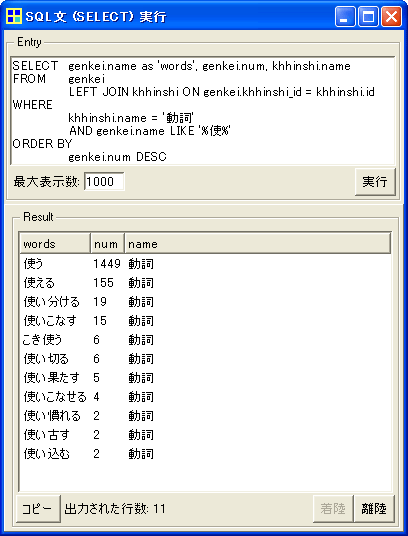 SQL文 (SELECT) 実行
Entry
SELECT genkei.name as 'words', genkei.num, khhinshi.name
FROM genkei
LEFT JOIN khhinshi ON genkei.khhinshi_id = khhinshi.id
WHERE
khhinshi.name = '動詞'
AND genkei.name LIKE '%使%'
ORDER BY
genkei.num DESC
最大表示数: 1000 実行
Result
words num name
使う 1449 動詞
使える 155 動詞
使い分ける 19 動詞
使いこなす 15 動詞
こき使う 6 動詞
使い切る 6 動詞
使い果たす 5 動詞
使いこなせる 4 動詞
使い慣れる 2 動詞
使い古す 2 動詞
使い込む 2 動詞
コピー 出力された行数: 11 着陸 離陸